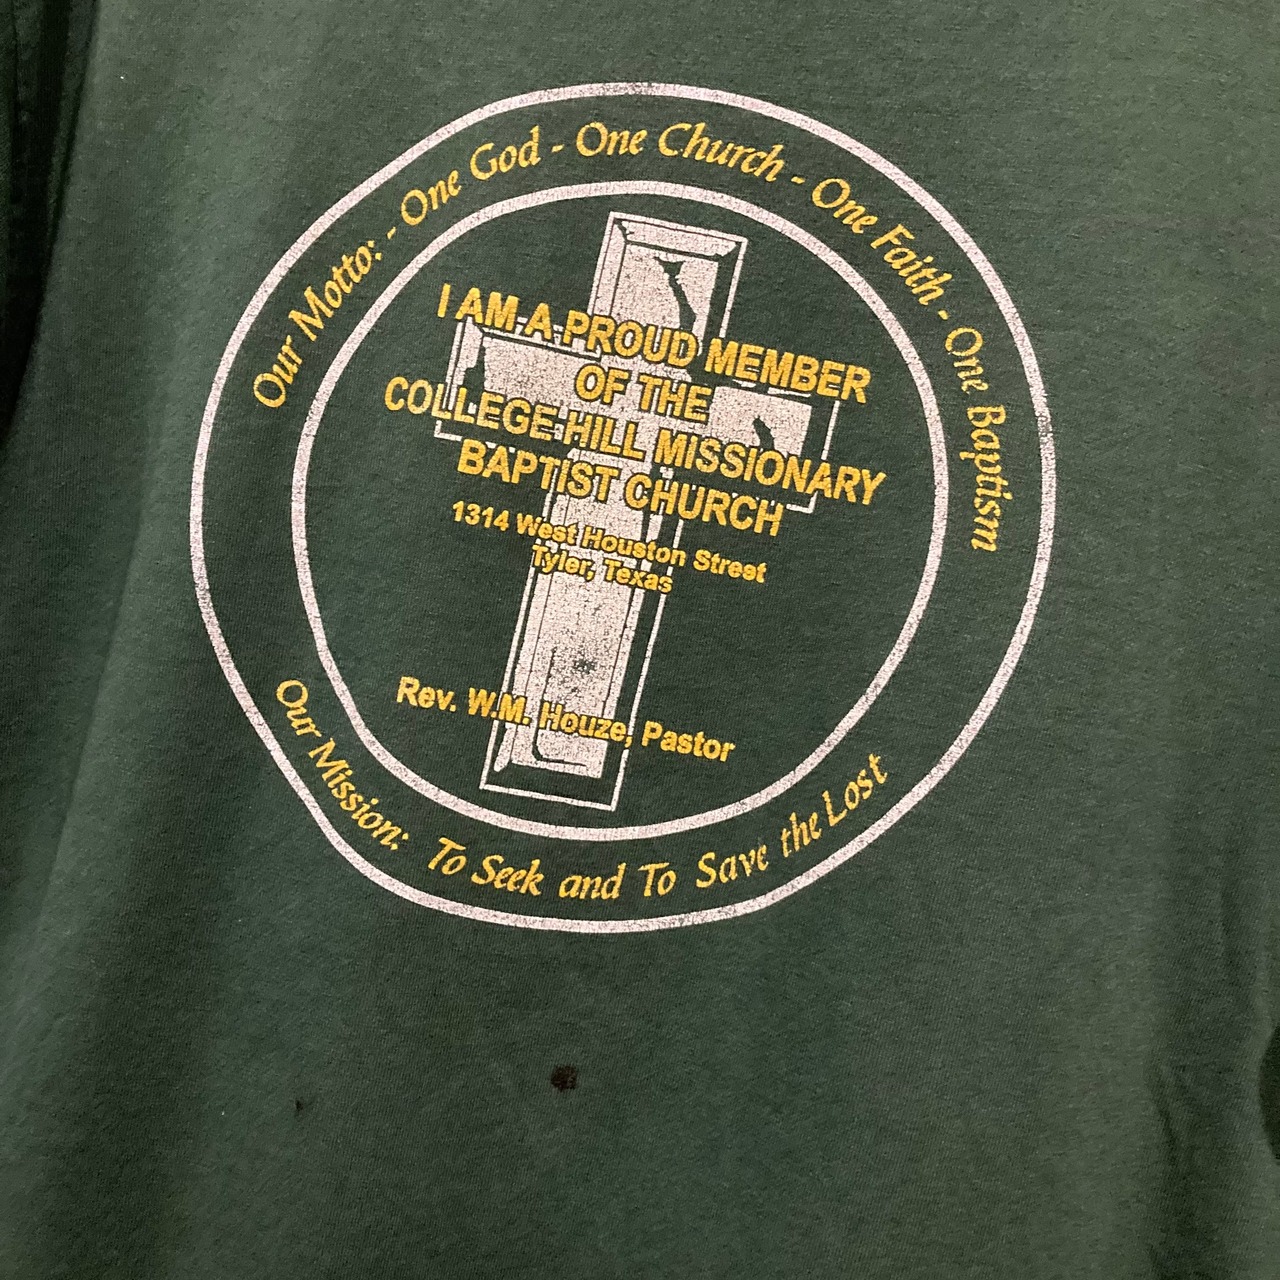 Our Motto: - One God - One Church - One Faith - One Baptism
I AM A PROUD MEMBER
OF THE
COLLEGE HILL MISSIONARY
BAPTIST CHURCH
1314 West Houston Street
Tyler, Texas
Rev. W.M. Houze, Pastor
Our Mission: To Seek and To Save the Lost